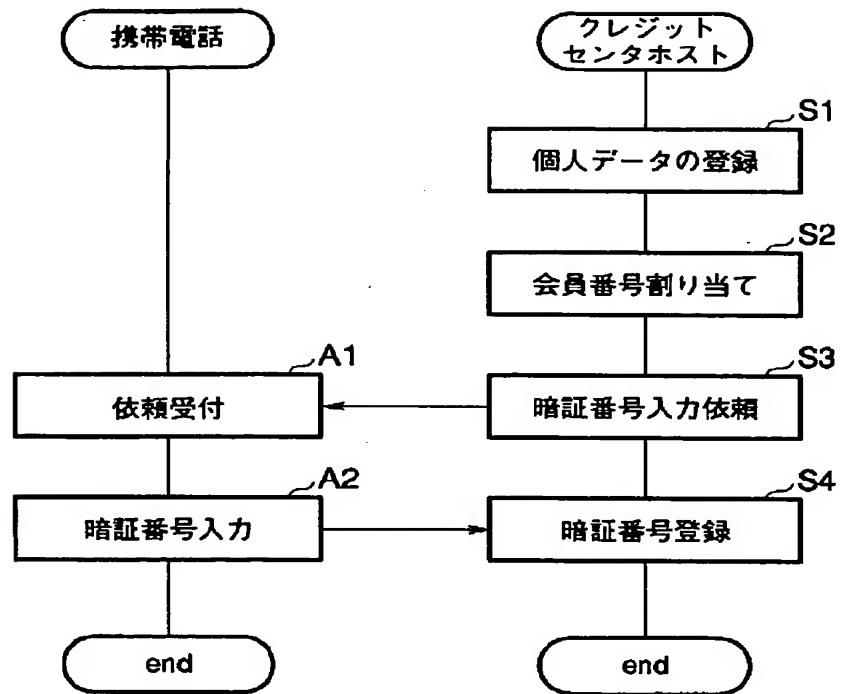 携帯電話
クレジット
センタホスト
S1
個人データの登録
S2
会員番号割り当て
A1
依頼受付
S3
暗証番号入力依頼
A2
暗証番号入力
S4
暗証番号登録
end
end